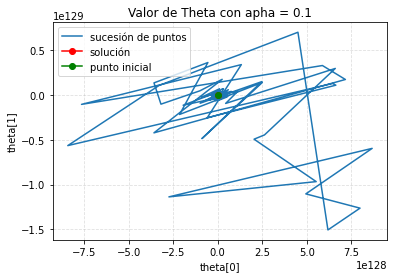 Valor de Theta con apha = 0.1
1e129
sucesión de puntos
solución
punto inicial
0.5
0.0
−0.5
−1.0
−1.5
theta[1]
−7.5 −5.0 −2.5 0.0 2.5 5.0 7.5
1e128
theta[0]